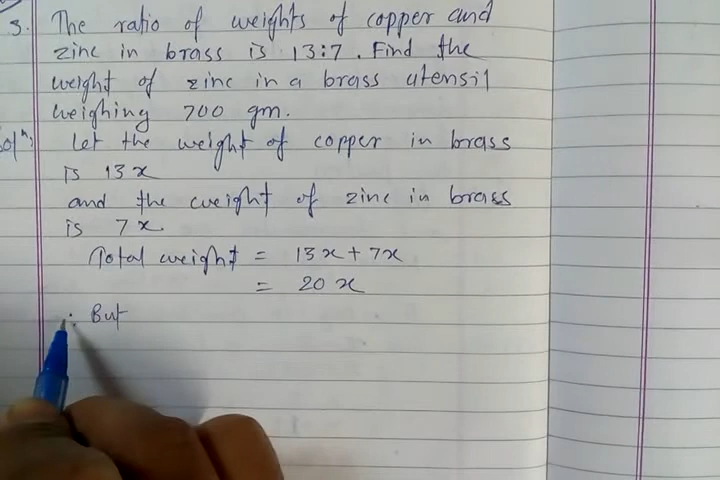 3. The ratio of weights of copper and
zinc in brass is 13:7. Find the
weight of zinc in a brass utensil
weighing 700 gm.
Solⁿ: Let the weight of copper in brass
is 13x
and the weight of zinc in brass
is 7x.
Total weight = 13x + 7x
= 20x
∴ But